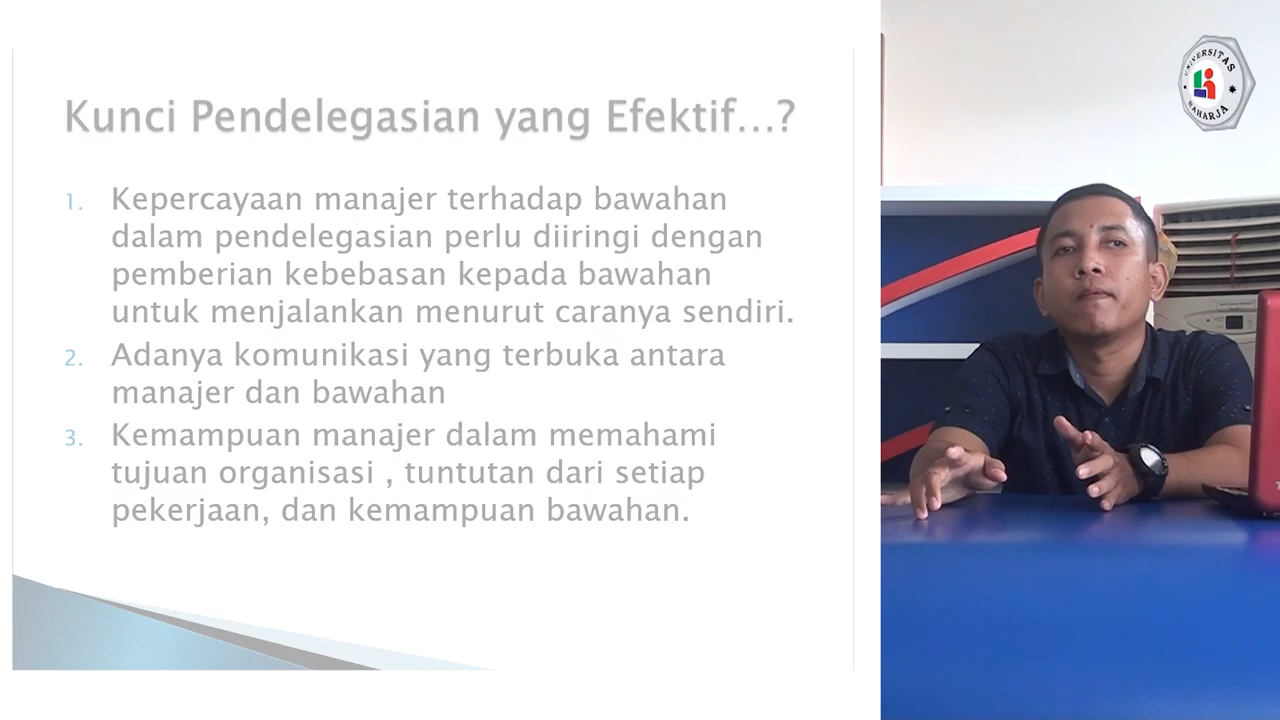 Kunci Pendelegasian yang Efektif...?
1. Kepercayaan manajer terhadap bawahan
dalam pendelegasian perlu diiringi dengan
pemberian kebebasan kepada bawahan
untuk menjalankan menurut caranya sendiri.
2. Adanya komunikasi yang terbuka antara
manajer dan bawahan
3. Kemampuan manajer dalam memahami
tujuan organisasi , tuntutan dari setiap
pekerjaan, dan kemampuan bawahan.
UNIVERSITAS
RAHARJA